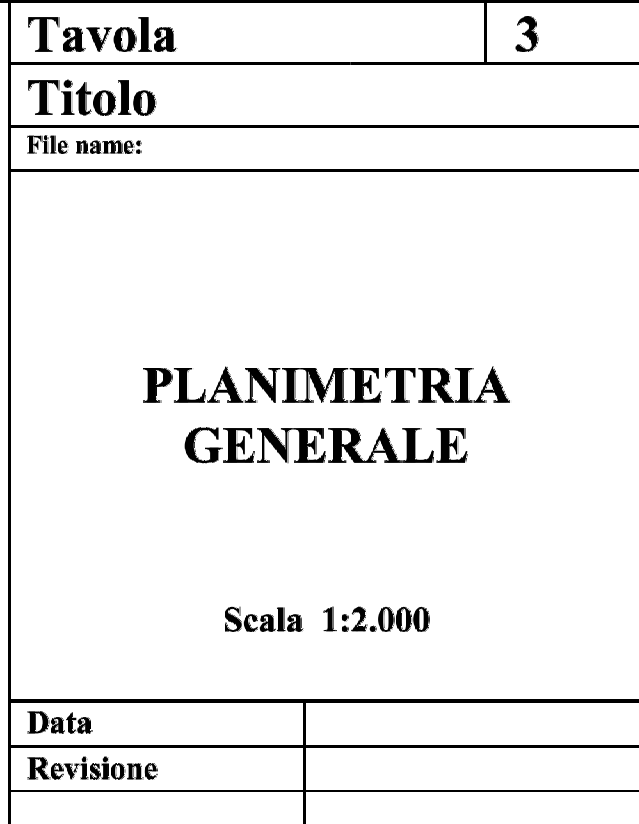 Tavola 3
Titolo
File name:
PLANIMETRIA
GENERALE
Scala 1:2.000
Data
Revisione